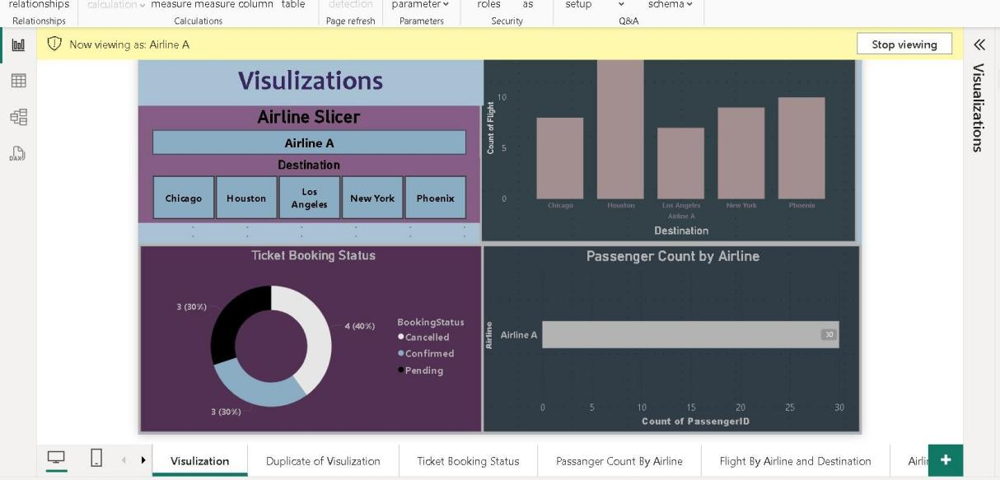 relationships calculation measure measure column table detection parameter roles as setup schema
Relationships Calculations Page refresh Parameters Security Q&A
Now viewing as: Airline A Stop viewing
Visulizations
Airline Slicer
Airline A
Destination
Chicago Houston Los Angeles New York Phoenix
Count of Flight
10
5
0
Chicago Houston Los Angeles New York Phoenix
Airline A
Destination
Ticket Booking Status
3 (30%)
4 (40%)
3 (30%)
BookingStatus
Cancelled
Confirmed
Pending
Passenger Count by Airline
Airline
Airline A
30
0 5 10 15 20 25 30
Count of PassengerID
Visualizations
DAX
Visulization Duplicate of Visulization Ticket Booking Status Passanger Count By Airline Flight By Airline and Destination